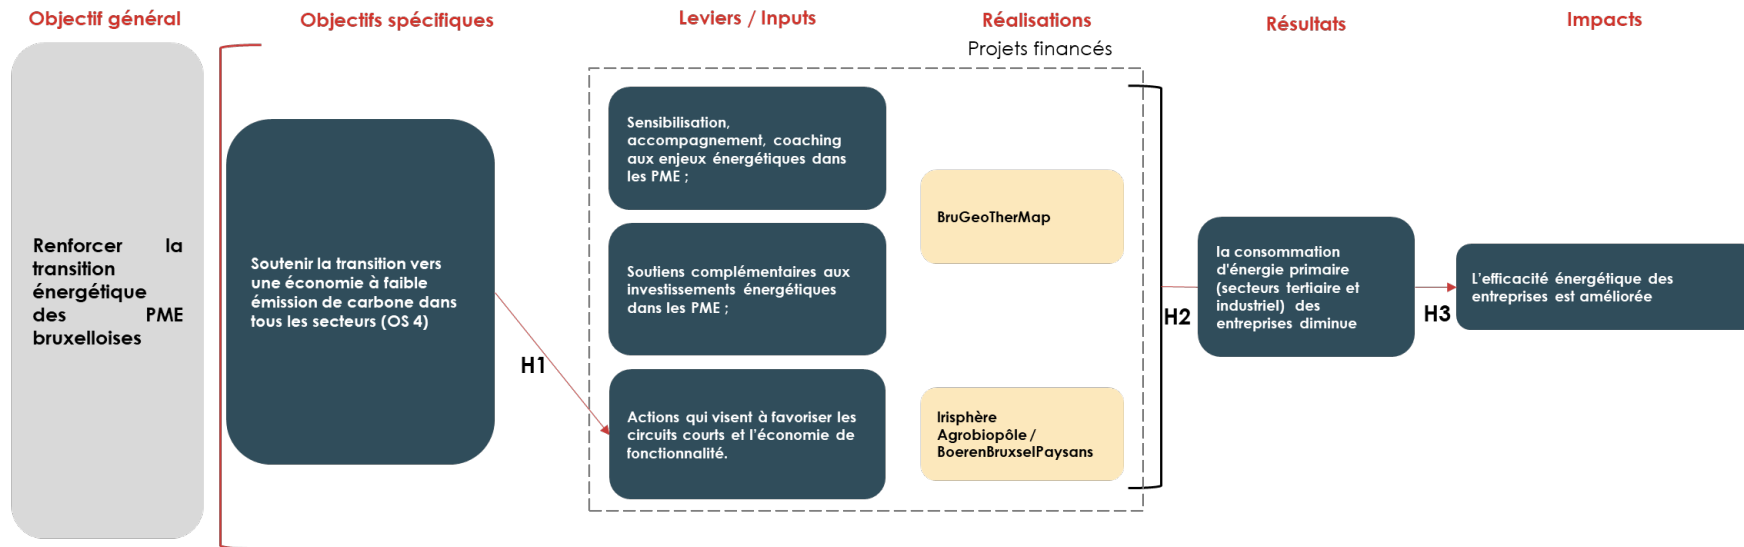 Objectif général
Objectifs spécifiques
Leviers / Inputs
Réalisations
Résultats
Impacts
Projets financés
Renforcer la
transition
énergétique
des PME
bruxelloises
Soutenir la transition vers
une économie à faible
émission de carbone dans
tous les secteurs (OS 4)
H1
Sensibilisation,
accompagnement, coaching
aux enjeux énergétiques dans
les PME ;
Soutiens complémentaires aux
investissements énergétiques
dans les PME ;
Actions qui visent à favoriser les
circuits courts et l'économie de
fonctionnalité.
BruGeoTherMap
Irisphère
Agrobiopôle /
BoerenBruxselPaysans
H2
la consommation
d'énergie primaire
(secteurs tertiaire et
industriel) des
entreprises diminue
H3
L'efficacité énergétique des
entreprises est améliorée